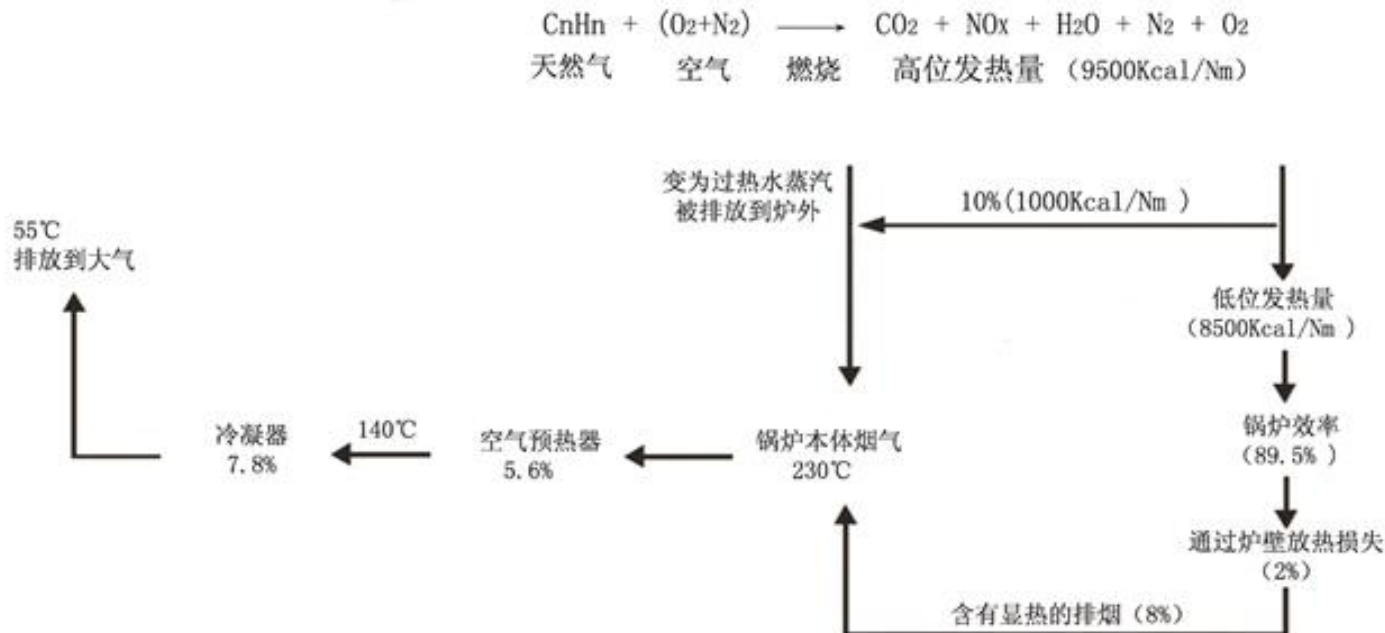 CnHn + (O2+N2) → CO2 + NOx + H2O + N2 + O2
天然气 空气 燃烧 高位发热量 (9500Kcal/Nm)
变为过热水蒸汽
被排放到炉外
10%(1000Kcal/Nm )
55℃
排放到大气
低位发热量
(8500Kcal/Nm )
冷凝器
7.8%
140℃
空气预热器
5.6%
锅炉本体烟气
230℃
锅炉效率
(89.5% )
通过炉壁放热损失
(2%)
含有显热的排烟(8%)